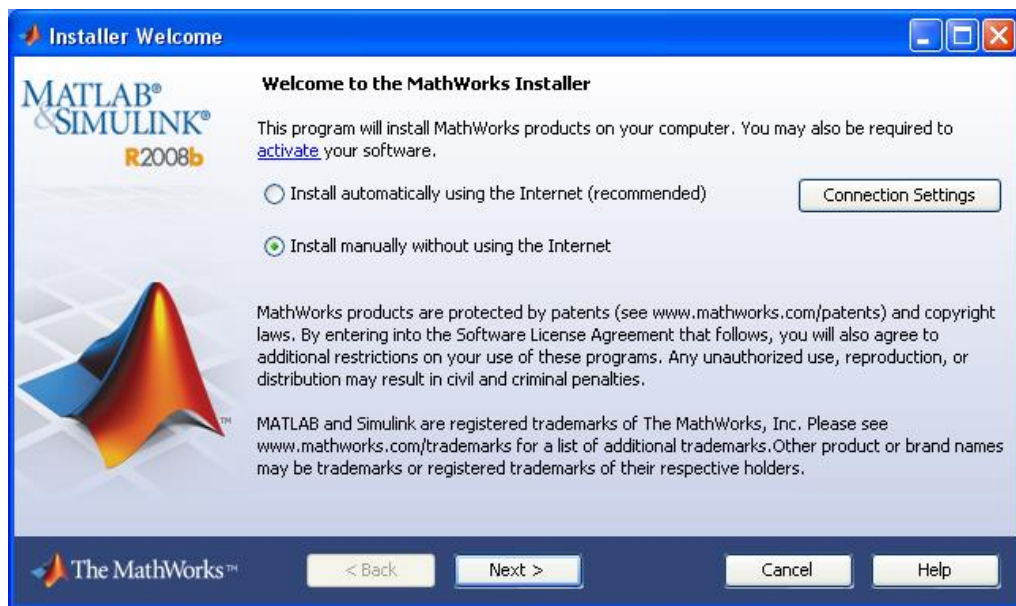 Installer Welcome
MATLAB®
&SIMULINK®
R2008b
Welcome to the MathWorks Installer
This program will install MathWorks products on your computer. You may also be required to
activate your software.
Install automatically using the Internet (recommended)
Connection Settings
Install manually without using the Internet
MathWorks products are protected by patents (see www.mathworks.com/patents) and copyright
laws. By entering into the Software License Agreement that follows, you will also agree to
additional restrictions on your use of these programs. Any unauthorized use, reproduction, or
distribution may result in civil and criminal penalties.
TM
MATLAB and Simulink are registered trademarks of The MathWorks, Inc. Please see
www.mathworks.com/trademarks for a list of additional trademarks.Other product or brand names
may be trademarks or registered trademarks of their respective holders.
The MathWorks™
< Back
Next >
Cancel
Help